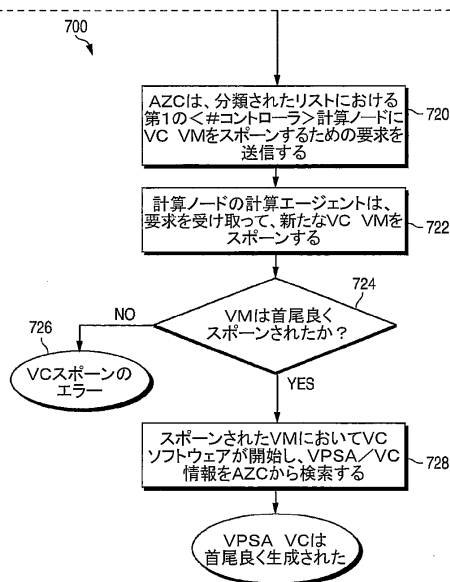 700
AZCは、分類されたリストにおける
第1の<#コントローラ>計算ノードに
VC VMをスポーンするための要求を
送信する
720
計算ノードの計算エージェントは、
要求を受け取って、新たなVC VMを
スポーンする
722
724
VMは首尾良く
スポーンされたか?
NO
726
VCスポーンの
エラー
YES
スポーンされたVMにおいてVC
ソフトウェアが開始し、VPSA/VC
情報をAZCから検索する
728
VPSA VCは
首尾良く生成された